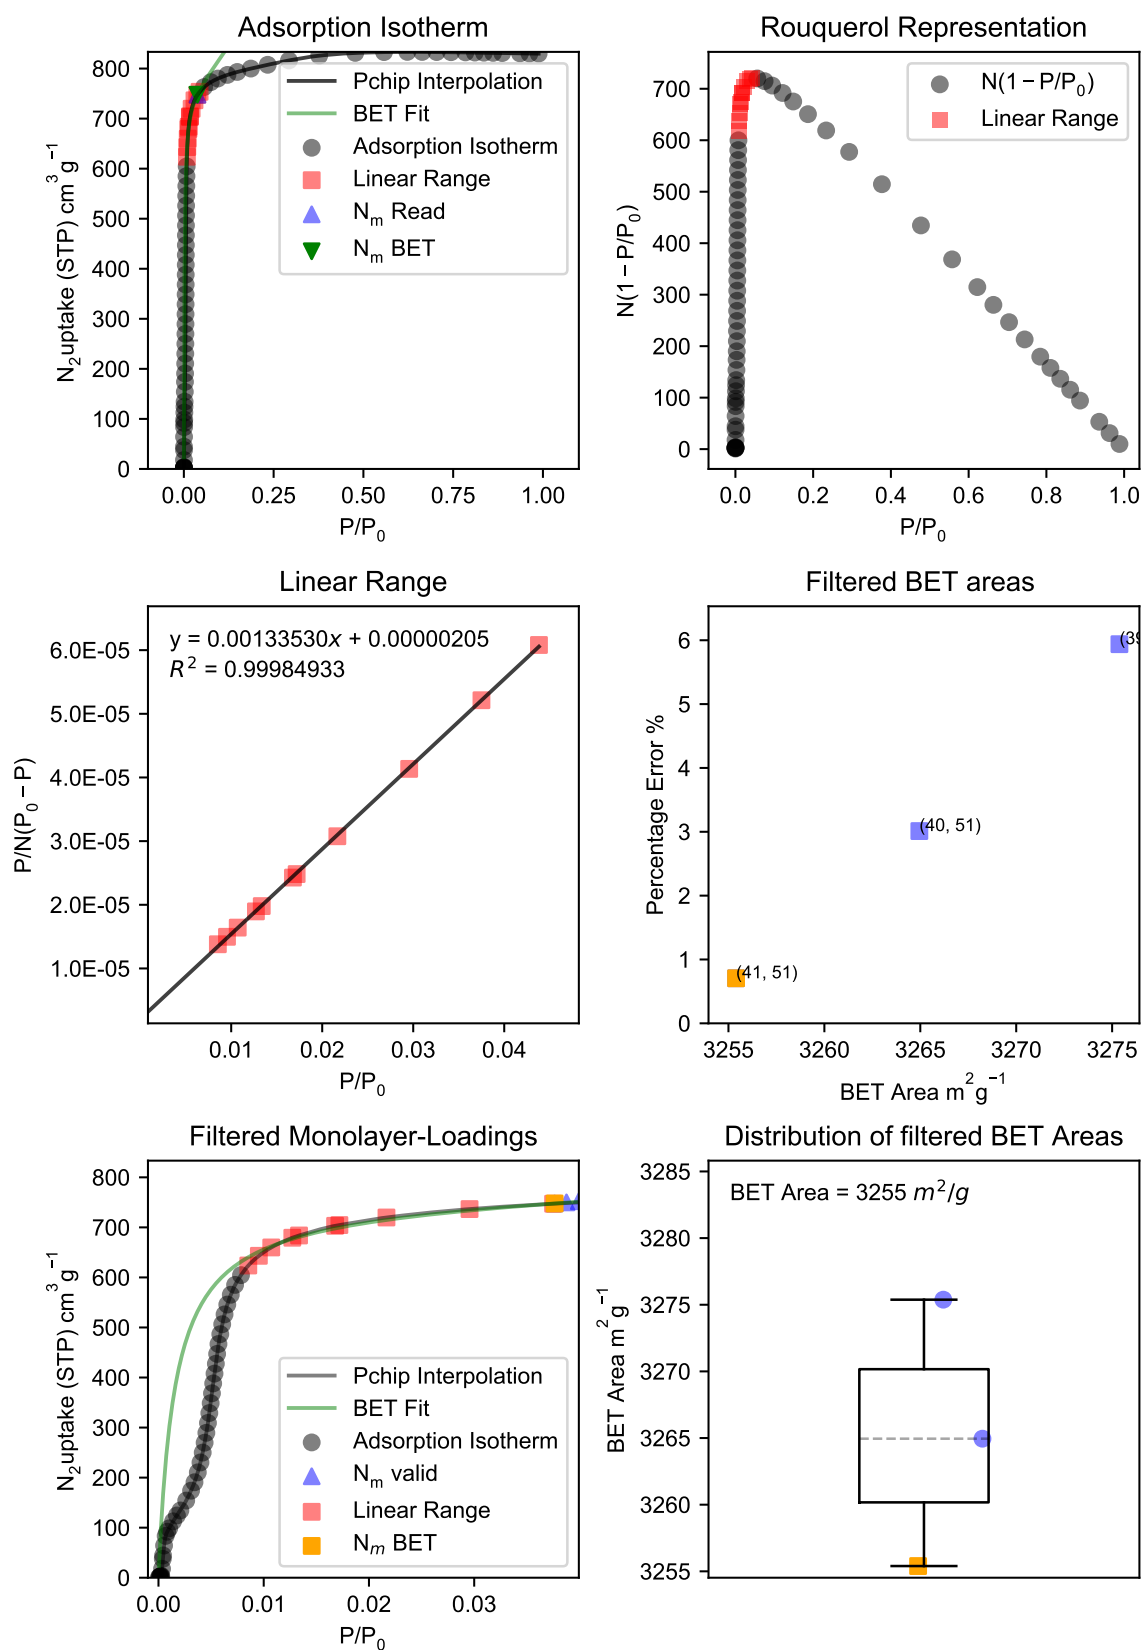 Adsorption Isotherm
800
700
600
500
400
300
200
100
0
N₂uptake (STP) cm³g⁻¹
0.00 0.25 0.50 0.75 1.00
P/P₀
Pchip Interpolation
BET Fit
Adsorption Isotherm
Linear Range
Nₘ Read
Nₘ BET
Rouquerol Representation
700
600
500
400
300
200
100
0
N(1−P/P₀)
0.0 0.2 0.4 0.6 0.8 1.0
P/P₀
N(1−P/P₀)
Linear Range
Linear Range
y = 0.00133530x + 0.00000205
R² = 0.99984933
6.0E-05
5.0E-05
4.0E-05
3.0E-05
2.0E-05
1.0E-05
P/N(P₀−P)
0.01 0.02 0.03 0.04
P/P₀
Filtered BET areas
6
5
4
3
2
1
0
Percentage Error %
(39
(40, 51)
(41, 51)
3255 3260 3265 3270 3275
BET Area m²g⁻¹
Filtered Monolayer-Loadings
800
700
600
500
400
300
200
100
0
N₂uptake (STP) cm³g⁻¹
0.00 0.01 0.02 0.03
P/P₀
Pchip Interpolation
BET Fit
Adsorption Isotherm
Nₘ valid
Linear Range
Nₘ BET
Distribution of filtered BET Areas
BET Area = 3255 m²/g
3285
3280
3275
3270
3265
3260
3255
BET Area m²g⁻¹